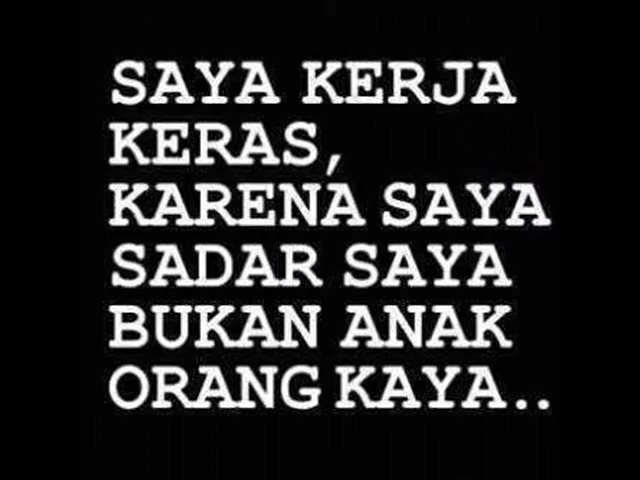 SAYA KERJA
KERAS,
KARENA SAYA
SADAR SAYA
BUKAN ANAK
ORANG KAYA..